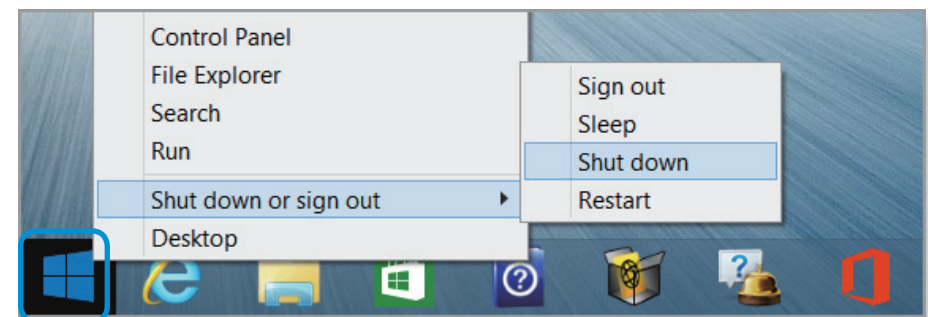 Control Panel
File Explorer
Search
Run
Shut down or sign out
Desktop
Sign out
Sleep
Shut down
Restart
?
?